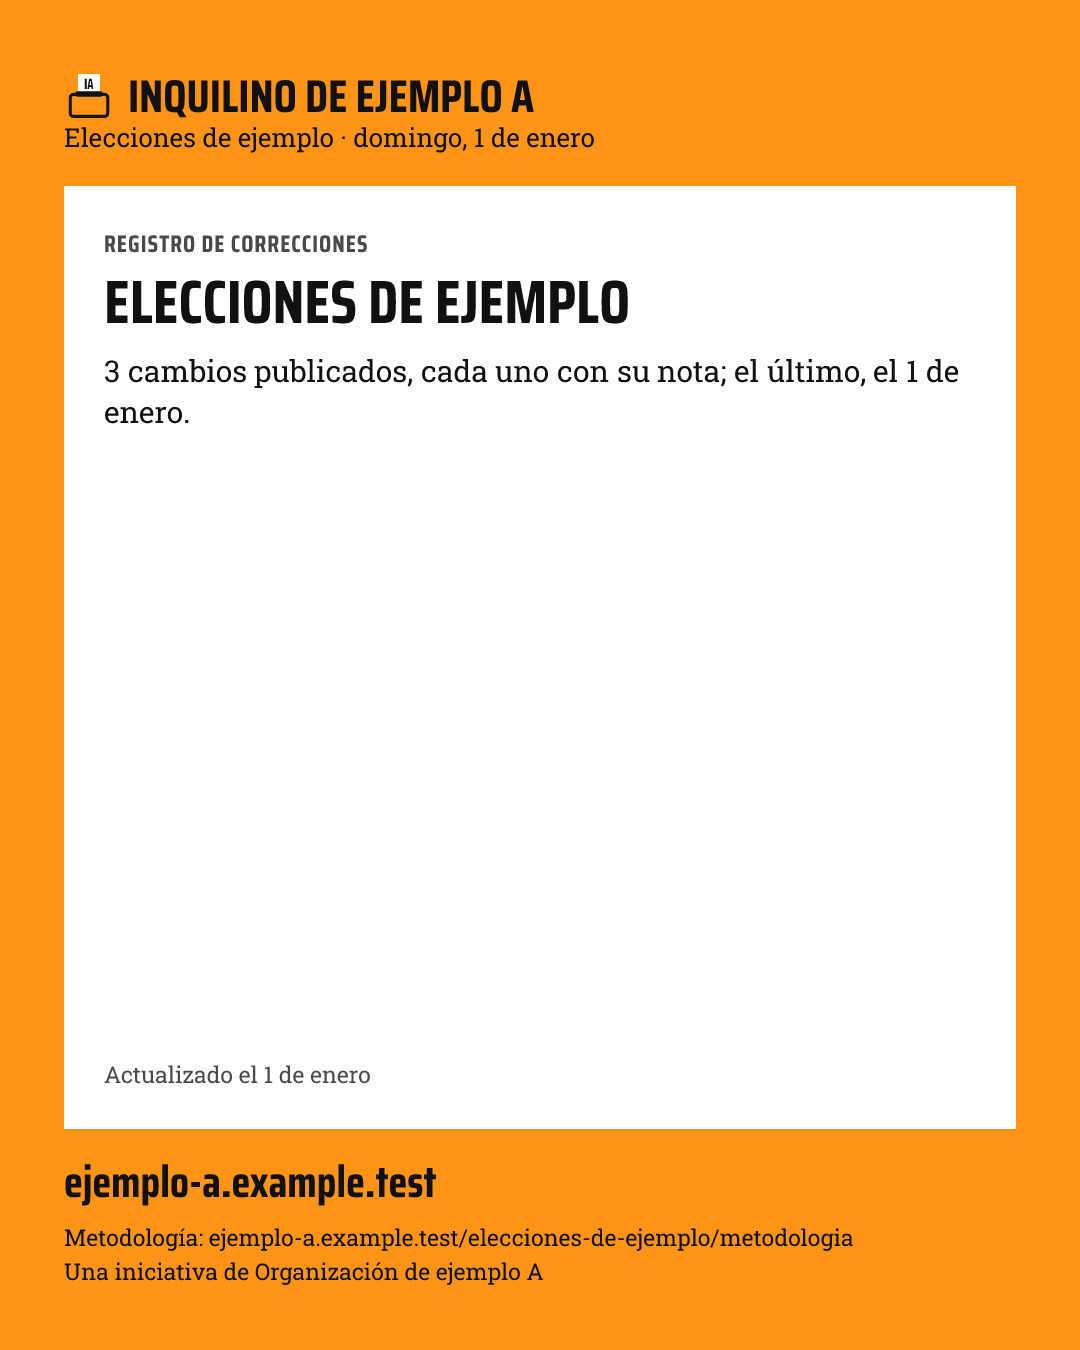 IA
INQUILINO DE EJEMPLO A
Elecciones de ejemplo · domingo, 1 de enero
REGISTRO DE CORRECCIONES
ELECCIONES DE EJEMPLO
3 cambios publicados, cada uno con su nota; el último, el 1 de
enero.
Actualizado el 1 de enero
ejemplo-a.example.test
Metodología: ejemplo-a.example.test/elecciones-de-ejemplo/metodologia
Una iniciativa de Organización de ejemplo A